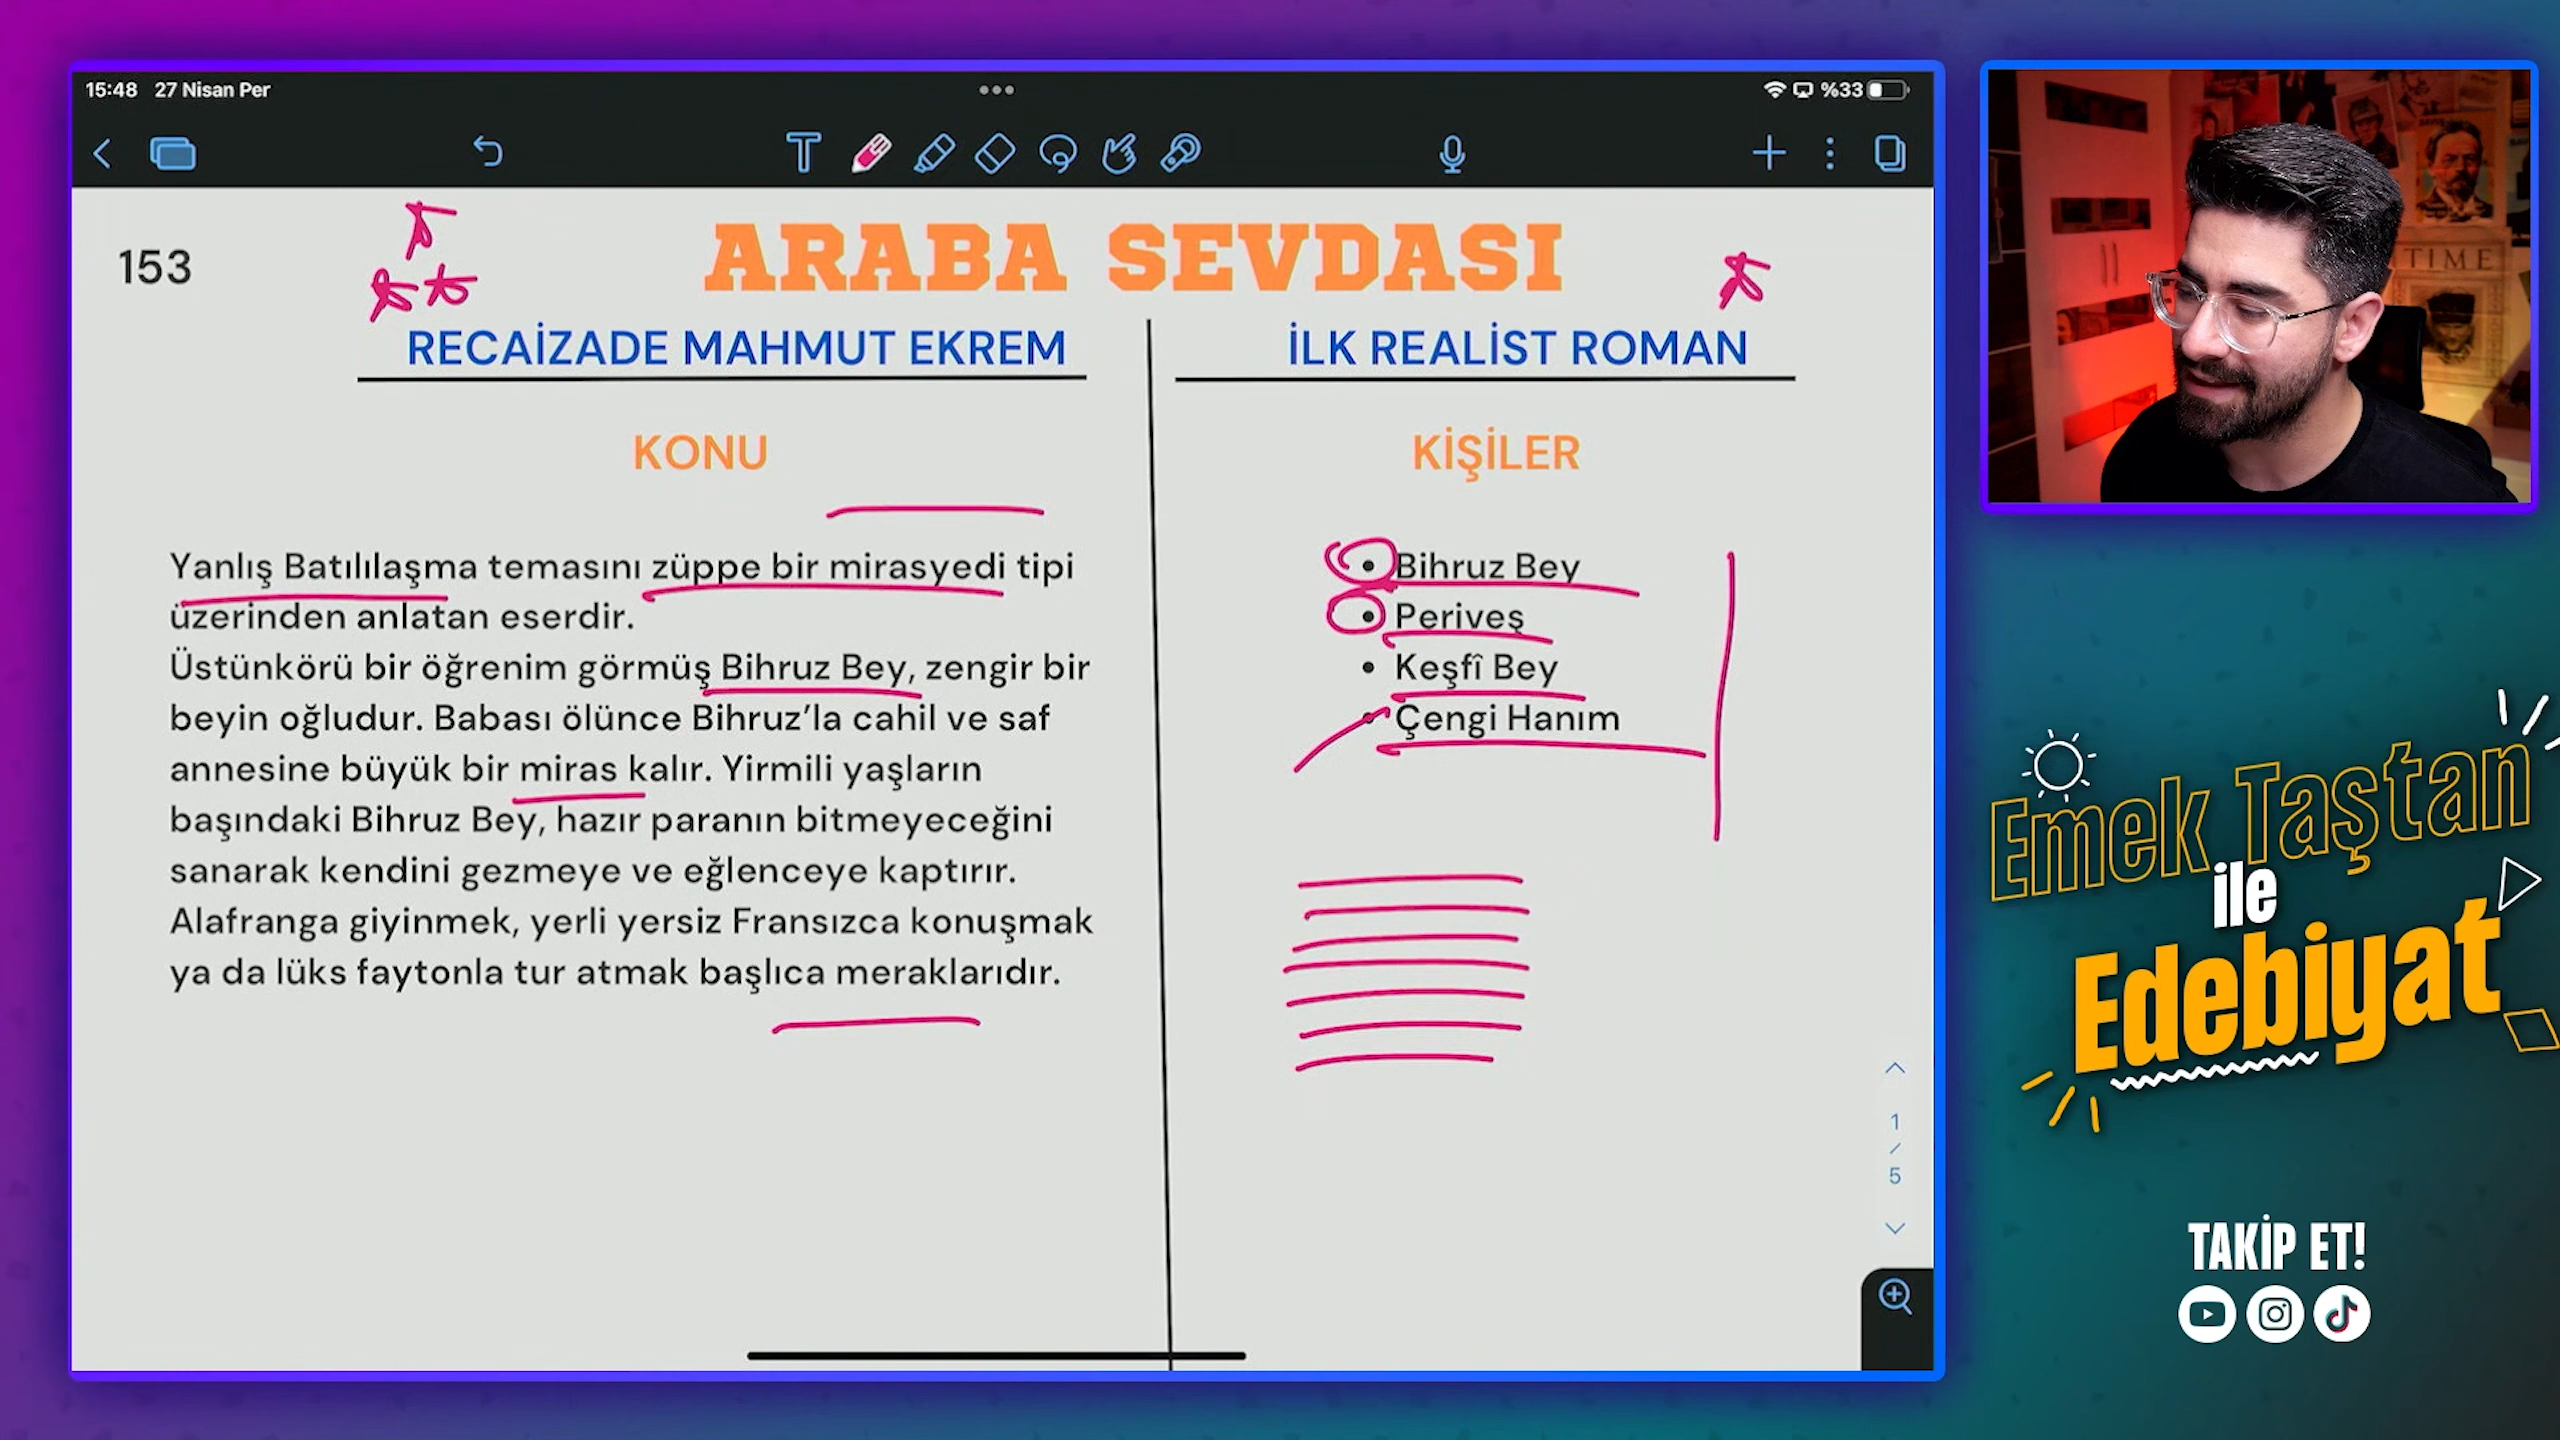 15:48 27 Nisan Per
%33
153
ARABA SEVDASI
RECAİZADE MAHMUT EKREM
İLK REALİST ROMAN
KONU
Yanlış Batılılaşma temasını züppe bir mirasyedi tipi
üzerinden anlatan eserdir.
Üstünkörü bir öğrenim görmüş Bihruz Bey, zengir bir
beyin oğludur. Babası ölünce Bihruz’la cahil ve saf
annesine büyük bir miras kalır. Yirmili yaşların
başındaki Bihruz Bey, hazır paranın bitmeyeceğini
sanarak kendini gezmeye ve eğlenceye kaptırır.
Alafranga giyinmek, yerli yersiz Fransızca konuşmak
ya da lüks faytonla tur atmak başlıca meraklarıdır.
KİŞİLER
• Bihruz Bey
• Periveş
• Keşfî Bey
• Çengi Hanım
1
/
5
TIME
Emek Taştan
ile
Edebiyat
TAKİP ET!